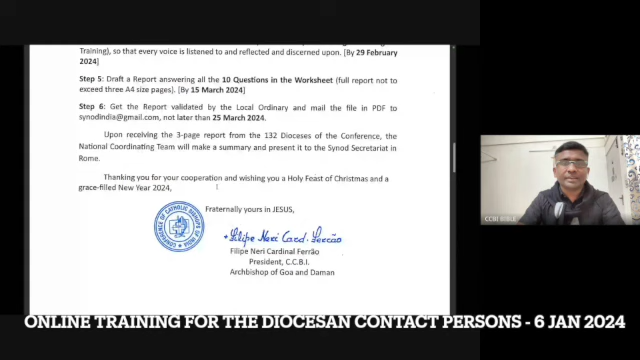 Training), so that every voice is listened to and reflected and discerned upon. [By 29 February
2024]
Step 5: Draft a Report answering all the 10 Questions in the Worksheet (full report not to
exceed three A4 size pages). [By 15 March 2024]
Step 6: Get the Report validated by the Local Ordinary and mail the file in PDF to
synodindia@gmail.com, not later than 25 March 2024.
Upon receiving the 3-page report from the 132 Dioceses of the Conference, the
National Coordinating Team will make a summary and present it to the Synod Secretariat in
Rome.
Thanking you for your cooperation and wishing you a Holy Feast of Christmas and a
grace-filled New Year 2024,
Fraternally yours in JESUS,
CONFERENCE OF CATHOLIC BISHOPS OF INDIA
+ Filipe Neri Card. Ferrão
Filipe Neri Cardinal Ferrão
President, C.C.B.I.
Archbishop of Goa and Daman
CCBI BIBLE
ONLINE TRAINING FOR THE DIOCESAN CONTACT PERSONS - 6 JAN 2024